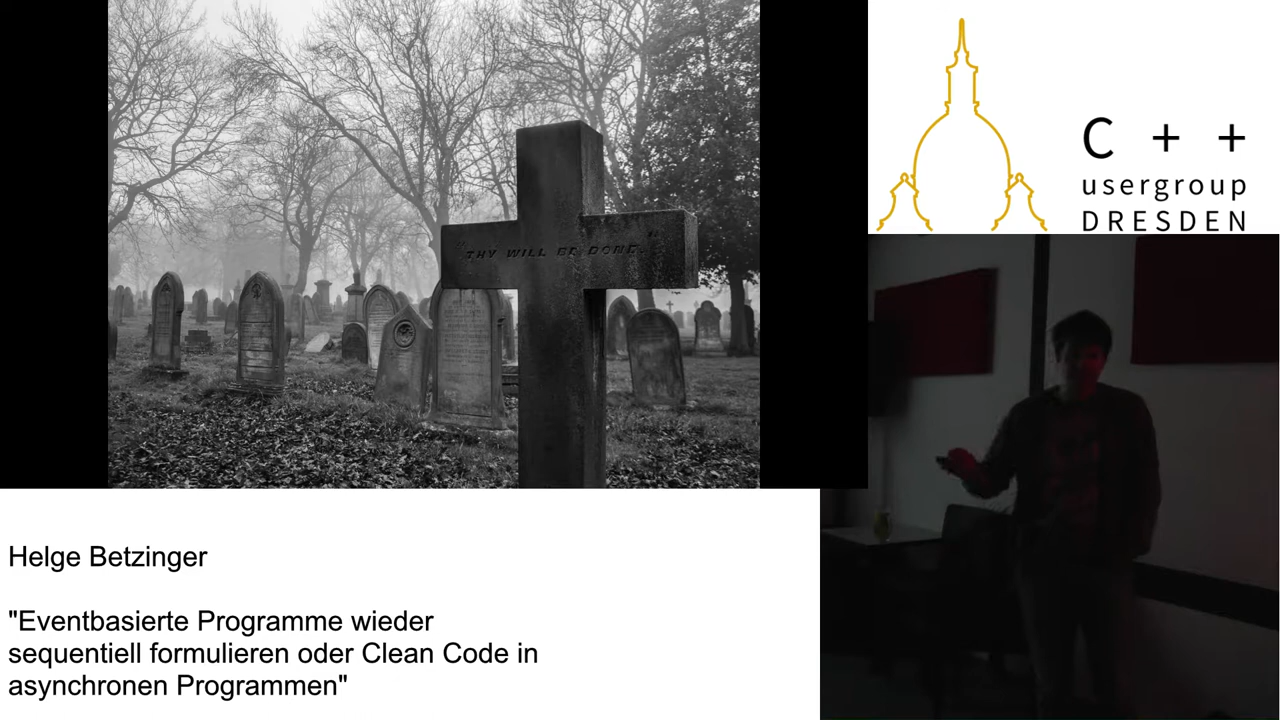 "THY WILL BE DONE."
C + +
usergroup
DRESDEN
Helge Betzinger
"Eventbasierte Programme wieder
sequentiell formulieren oder Clean Code in
asynchronen Programmen"